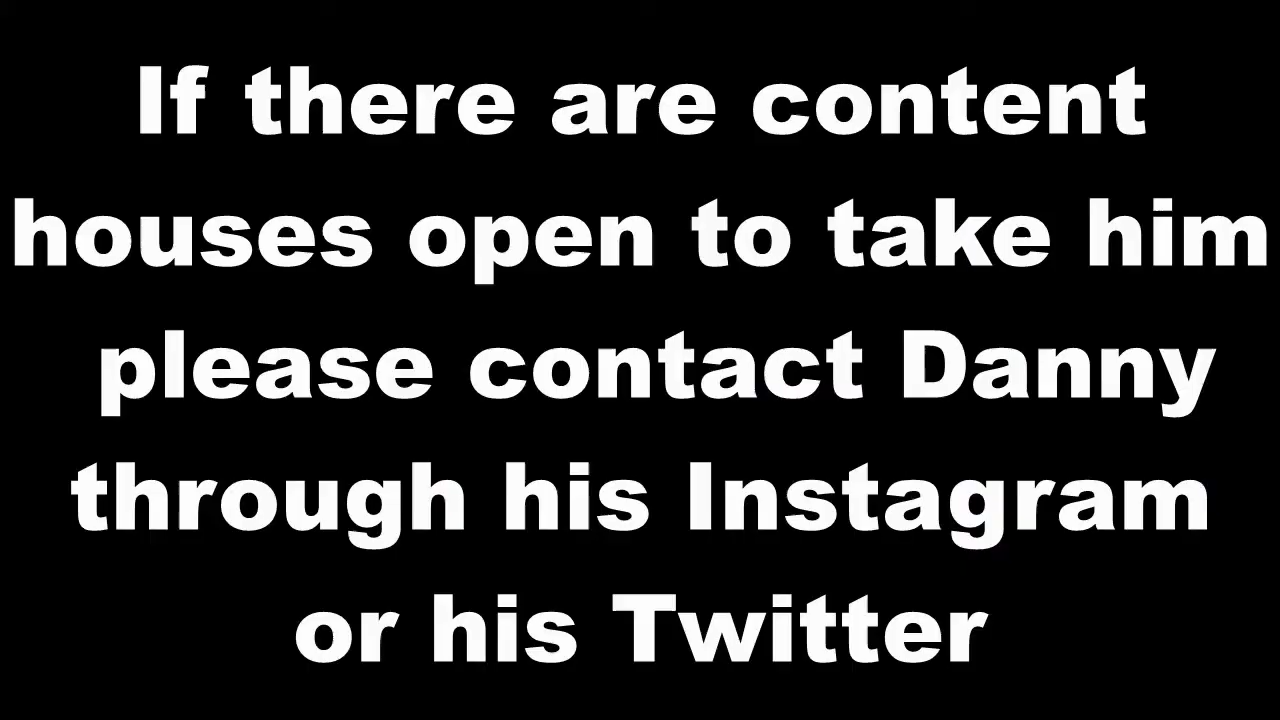 If there are content
houses open to take him
please contact Danny
through his Instagram
or his Twitter